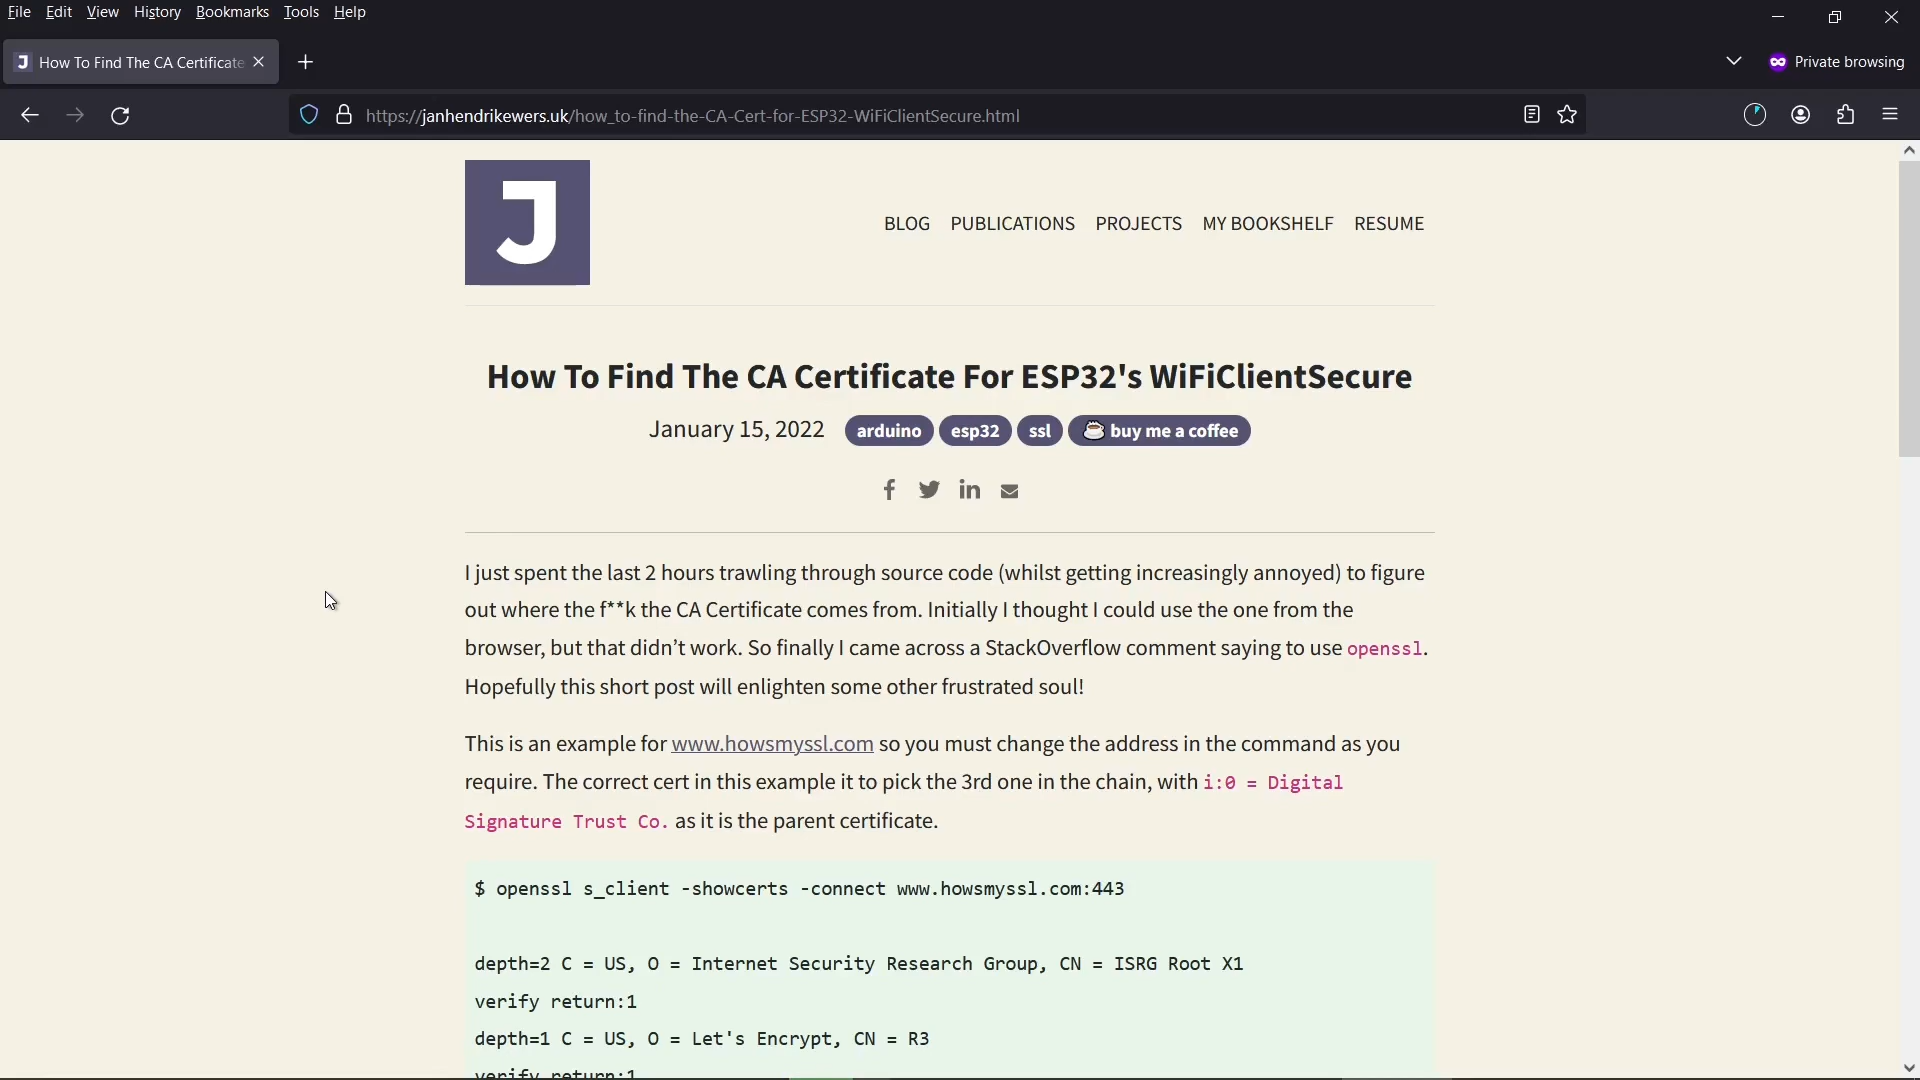 File Edit View History Bookmarks Tools Help
J How To Find The CA Certificate
Private browsing
https://janhendrikewers.uk/how_to-find-the-CA-Cert-for-ESP32-WiFiClientSecure.html
J
BLOG PUBLICATIONS PROJECTS MY BOOKSHELF RESUME
How To Find The CA Certificate For ESP32's WiFiClientSecure
January 15, 2022 arduino esp32 ssl buy me a coffee
I just spent the last 2 hours trawling through source code (whilst getting increasingly annoyed) to figure
out where the f**k the CA Certificate comes from. Initially I thought I could use the one from the
browser, but that didn’t work. So finally I came across a StackOverflow comment saying to use openssl.
Hopefully this short post will enlighten some other frustrated soul!
This is an example for www.howsmyssl.com so you must change the address in the command as you
require. The correct cert in this example it to pick the 3rd one in the chain, with i:0 = Digital
Signature Trust Co. as it is the parent certificate.
$ openssl s_client -showcerts -connect www.howsmyssl.com:443
depth=2 C = US, O = Internet Security Research Group, CN = ISRG Root X1
verify return:1
depth=1 C = US, O = Let's Encrypt, CN = R3
verify return:1